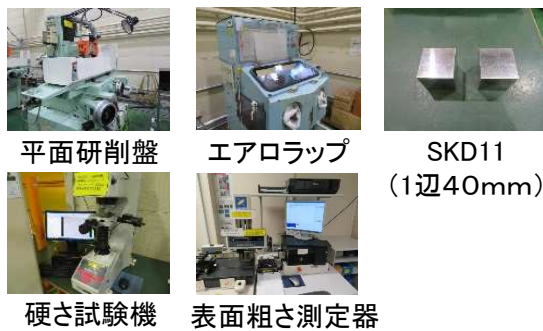 平面研削盤
エアロラップ
SKD11
(1辺40mm)
硬さ試験機
表面粗さ測定器